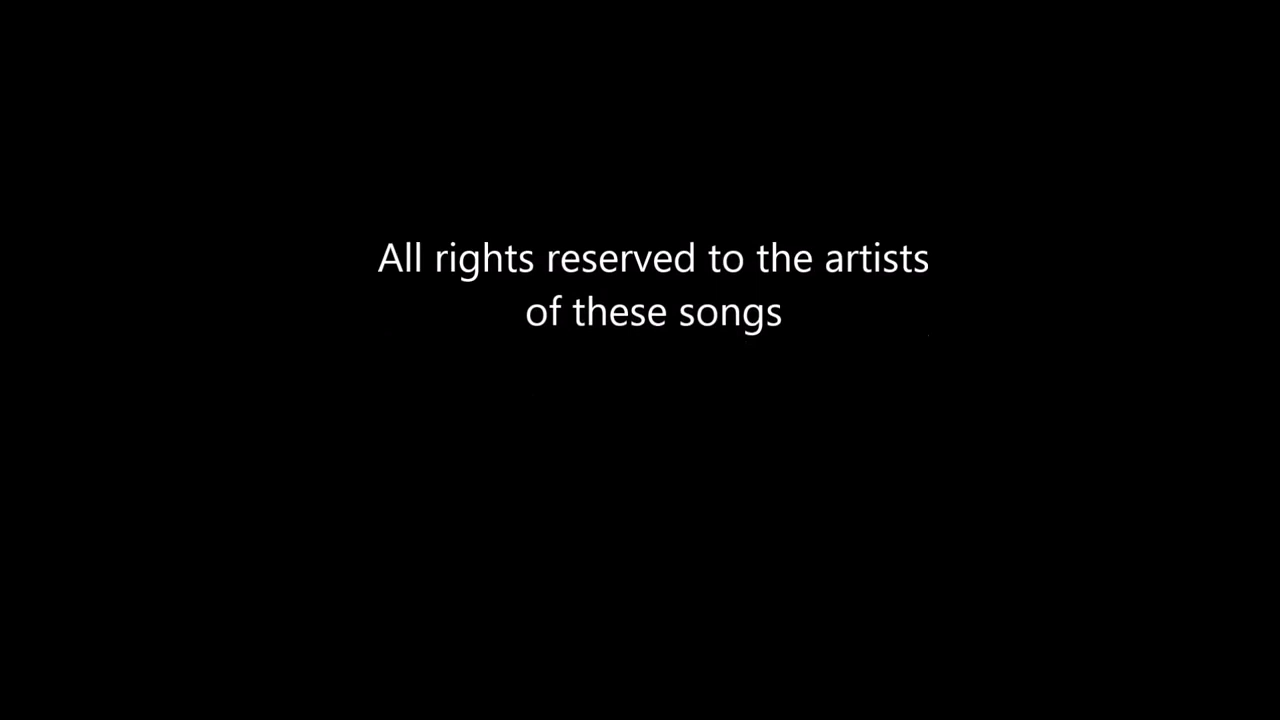 All rights reserved to the artists
of these songs